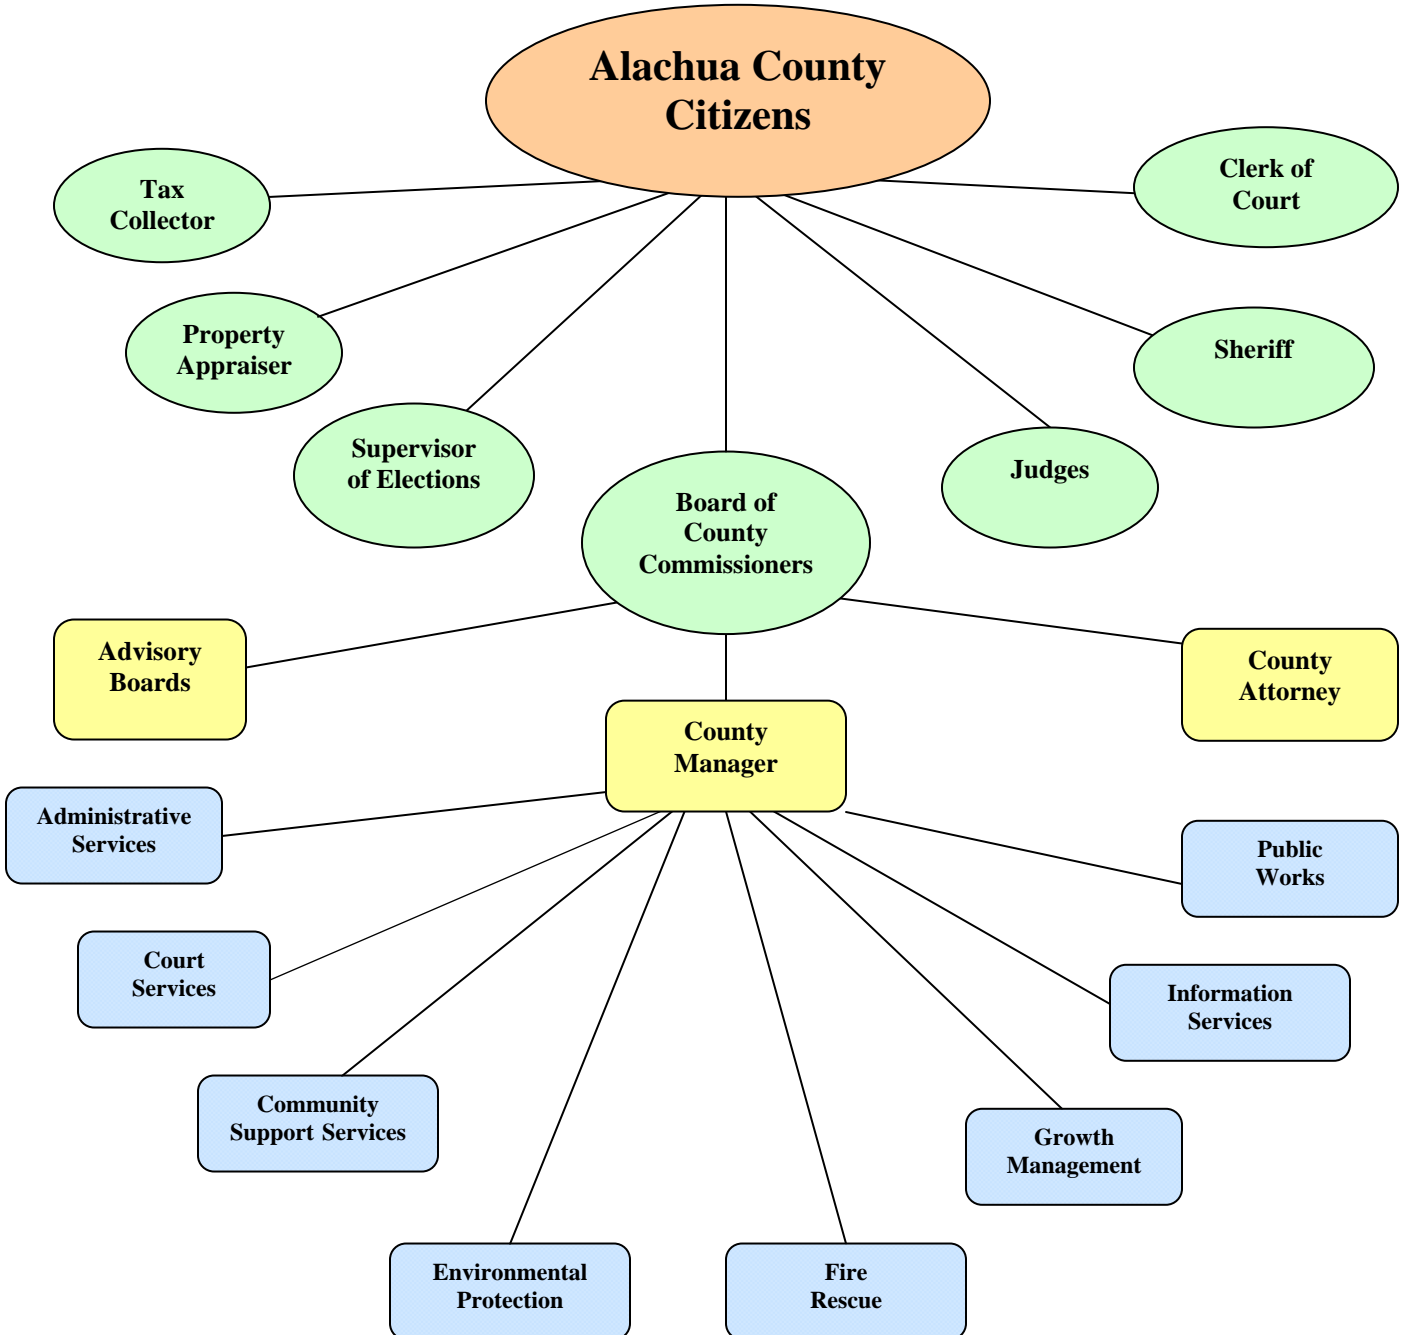 Alachua County
Citizens
Tax
Collector
Clerk of
Court
Property
Appraiser
Sheriff
Supervisor
of Elections
Judges
Board of
County
Commissioners
Advisory
Boards
County
Attorney
County
Manager
Administrative
Services
Public
Works
Court
Services
Information
Services
Community
Support Services
Growth
Management
Environmental
Protection
Fire
Rescue